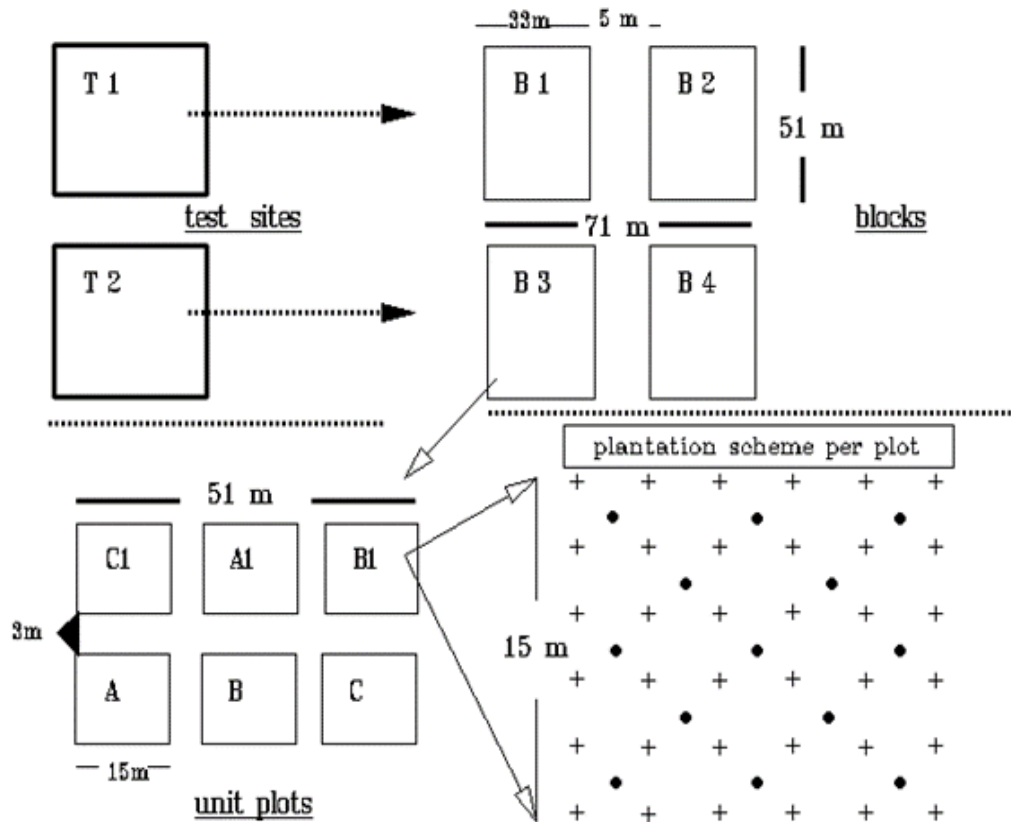 33m 5 m
T 1
B 1
B 2
51 m
test sites
blocks
71 m
T 2
B 3
B 4
plantation scheme per plot
51 m
C1
A1
B1
3m
15 m
A
B
C
15m
unit plots